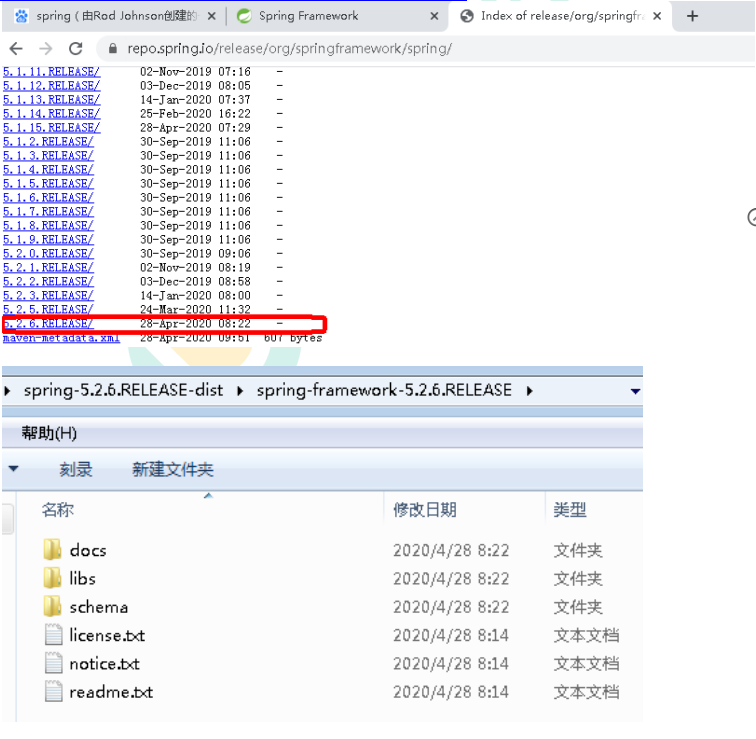 spring ( 由Rod Johnson创建的
Spring Framework
Index of release/org/springfra
repo.spring.io/release/org/springframework/spring/
5.1.11.RELEASE/ 02-Nov-2019 07:16 -
5.1.12.RELEASE/ 03-Dec-2019 08:05 -
5.1.13.RELEASE/ 14-Jan-2020 07:37 -
5.1.14.RELEASE/ 25-Feb-2020 16:22 -
5.1.15.RELEASE/ 28-Apr-2020 07:29 -
5.1.2.RELEASE/ 30-Sep-2019 11:06 -
5.1.3.RELEASE/ 30-Sep-2019 11:06 -
5.1.4.RELEASE/ 30-Sep-2019 11:06 -
5.1.5.RELEASE/ 30-Sep-2019 11:06 -
5.1.6.RELEASE/ 30-Sep-2019 11:06 -
5.1.7.RELEASE/ 30-Sep-2019 11:06 -
5.1.8.RELEASE/ 30-Sep-2019 11:06 -
5.1.9.RELEASE/ 30-Sep-2019 11:06 -
5.2.0.RELEASE/ 30-Sep-2019 09:06 -
5.2.1.RELEASE/ 02-Nov-2019 08:19 -
5.2.2.RELEASE/ 03-Dec-2019 08:58 -
5.2.3.RELEASE/ 14-Jan-2020 08:00 -
5.2.5.RELEASE/ 24-Mar-2020 11:32 -
5.2.6.RELEASE/ 28-Apr-2020 08:22 -
maven-metadata.xml 28-Apr-2020 09:51 607 bytes
spring-5.2.6.RELEASE-dist spring-framework-5.2.6.RELEASE
帮助(H)
刻录 新建文件夹
名称 修改日期 类型
docs 2020/4/28 8:22 文件夹
libs 2020/4/28 8:22 文件夹
schema 2020/4/28 8:22 文件夹
license.txt 2020/4/28 8:14 文本文档
notice.txt 2020/4/28 8:14 文本文档
readme.txt 2020/4/28 8:14 文本文档